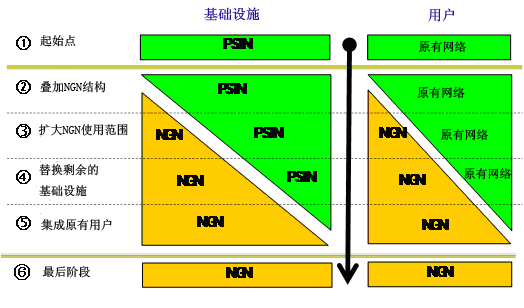 基础设施 用户
① 起始点 PSTN 原有网络
② 叠加NGN结构 PSTN 原有网络
③ 扩大NGN使用范围 NGN PSTN NGN 原有网络
④ 替换剩余的
基础设施 NGN PSTN NGN 原有网络
⑤ 集成原有用户 NGN NGN
⑥ 最后阶段 NGN NGN